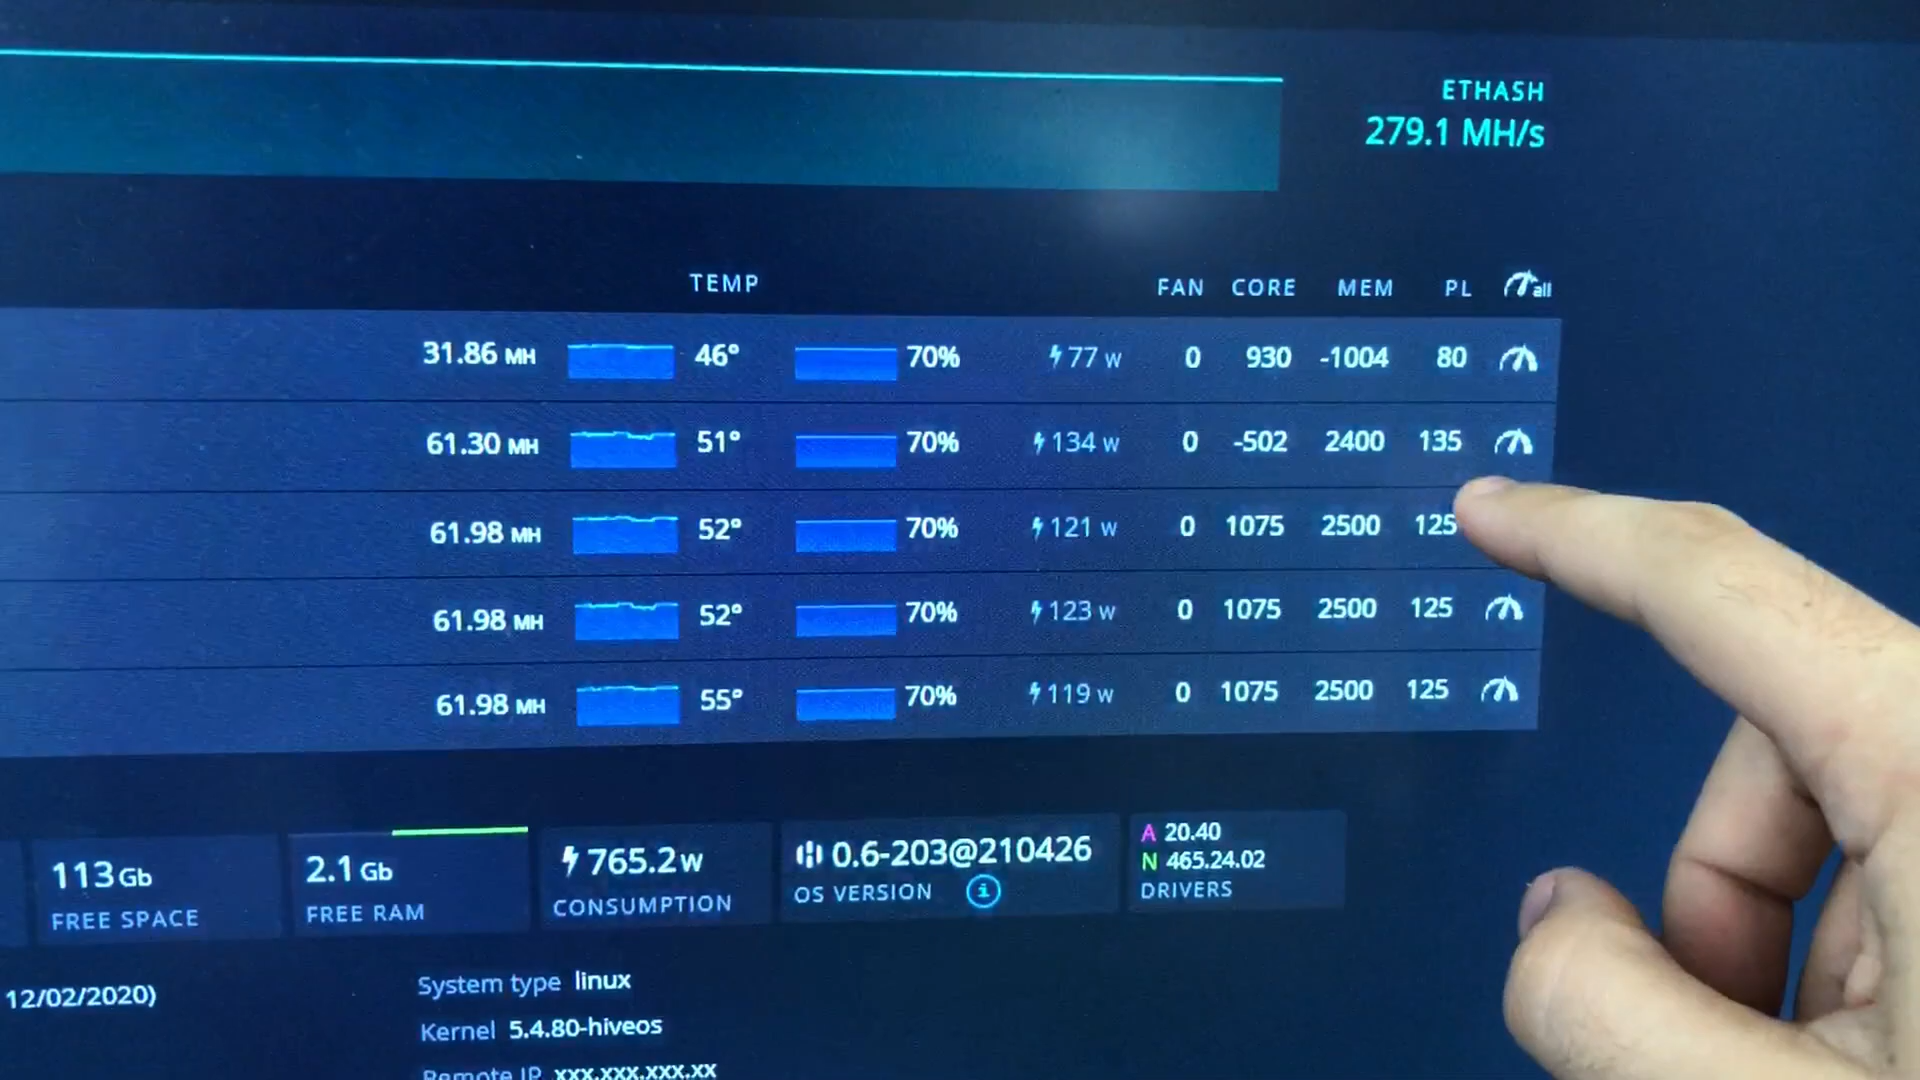 ETHASH
279.1 MH/s
TEMP FAN CORE MEM PL all
31.86 MH 46° 70% 77 w 0 930 -1004 80
61.30 MH 51° 70% 134 w 0 -502 2400 135
61.98 MH 52° 70% 121 w 0 1075 2500 125
61.98 MH 52° 70% 123 w 0 1075 2500 125
61.98 MH 55° 70% 119 w 0 1075 2500 125
113 Gb
FREE SPACE
2.1 Gb
FREE RAM
765.2 w
CONSUMPTION
0.6-203@210426
OS VERSION i
A 20.40
N 465.24.02
DRIVERS
12/02/2020)
System type linux
Kernel 5.4.80-hiveos
Remote IP xxx.xxx.xxx.xx